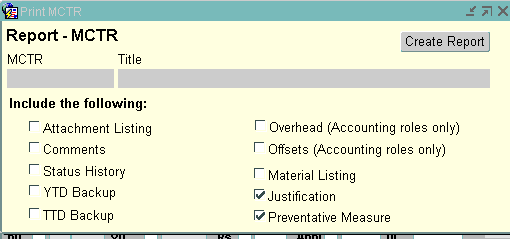 Print MCTR
Report - MCTR
Create Report
MCTR Title
Include the following:
Attachment Listing
Overhead (Accounting roles only)
Comments
Offsets (Accounting roles only)
Status History
Material Listing
YTD Backup
Justification
TTD Backup
Preventative Measure